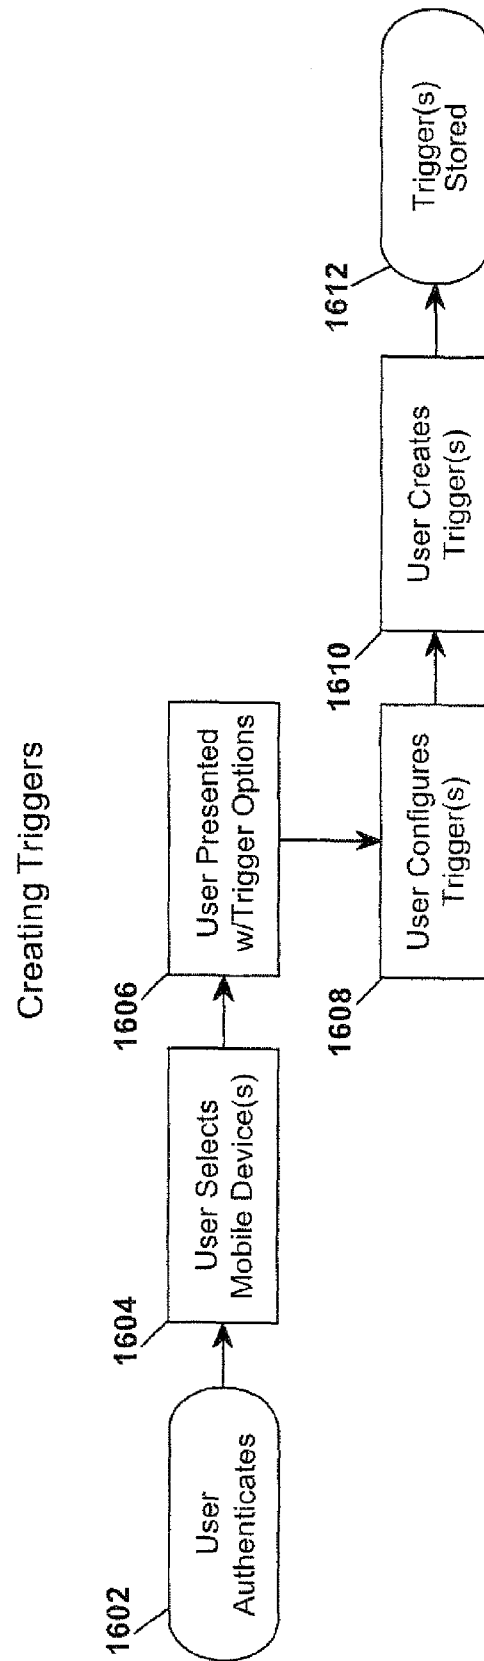 Creating Triggers
1602
User
Authenticates
1604
User Selects
Mobile Device(s)
1606
User Presented
w/Trigger Options
1608
User Configures
Trigger(s)
1610
User Creates
Trigger(s)
1612
Trigger(s)
Stored